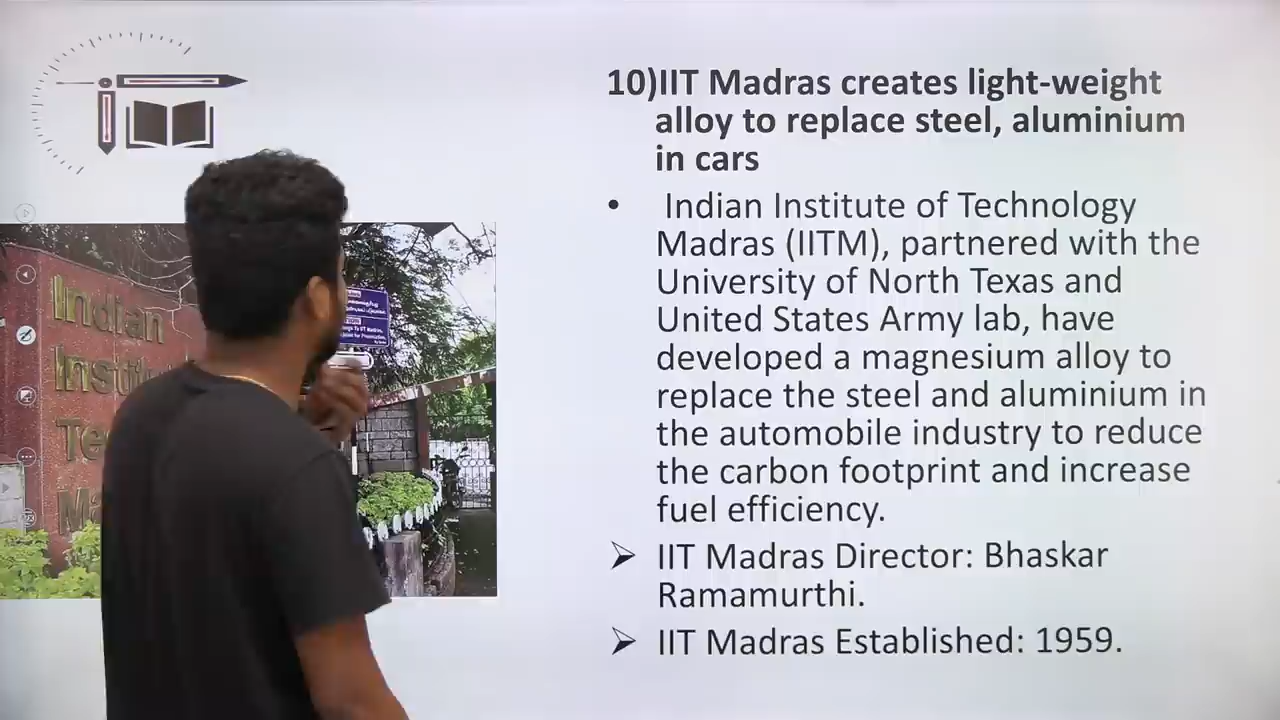 10)IIT Madras creates light-weight
alloy to replace steel, aluminium
in cars
• Indian Institute of Technology
Madras (IITM), partnered with the
University of North Texas and
United States Army lab, have
developed a magnesium alloy to
replace the steel and aluminium in
the automobile industry to reduce
the carbon footprint and increase
fuel efficiency.
➢ IIT Madras Director: Bhaskar
Ramamurthi.
➢ IIT Madras Established: 1959.
Indian